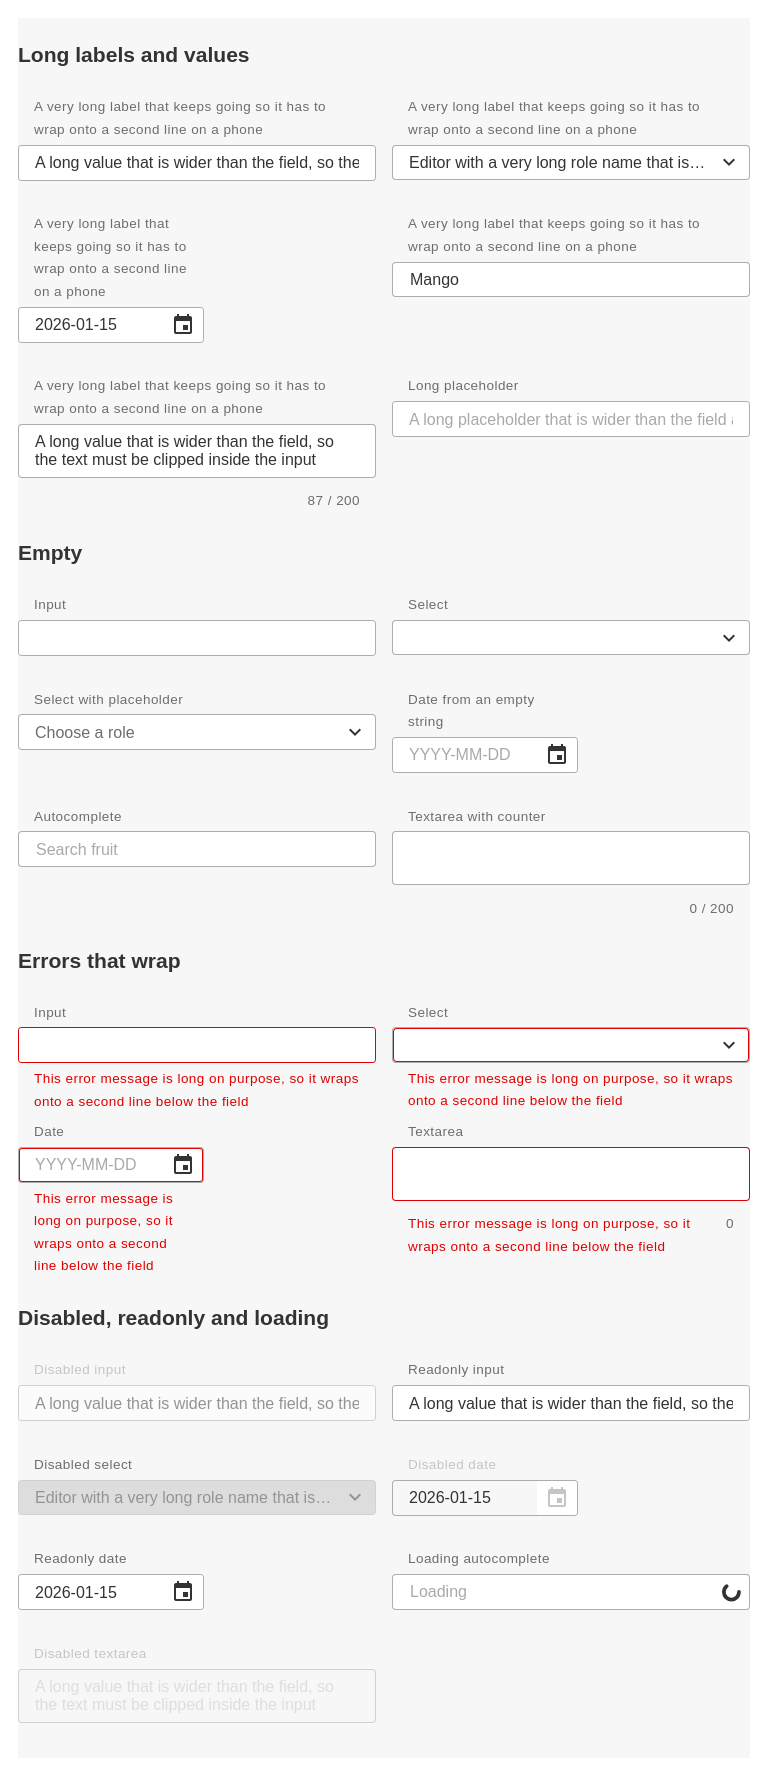 Long labels and values
A very long label that keeps going so it has to
wrap onto a second line on a phone
A long value that is wider than the field, so the
A very long label that keeps going so it has to
wrap onto a second line on a phone
Editor with a very long role name that is…
A very long label that
keeps going so it has to
wrap onto a second line
on a phone
2026-01-15
A very long label that keeps going so it has to
wrap onto a second line on a phone
Mango
A very long label that keeps going so it has to
wrap onto a second line on a phone
A long value that is wider than the field, so
the text must be clipped inside the input
87 / 200
Long placeholder
A long placeholder that is wider than the field
Empty
Input
Select
Select with placeholder
Choose a role
Date from an empty
string
YYYY-MM-DD
Autocomplete
Search fruit
Textarea with counter
0 / 200
Errors that wrap
Input
This error message is long on purpose, so it wraps
onto a second line below the field
Select
This error message is long on purpose, so it wraps
onto a second line below the field
Date
YYYY-MM-DD
This error message is
long on purpose, so it
wraps onto a second
line below the field
Textarea
This error message is long on purpose, so it
wraps onto a second line below the field
0
Disabled, readonly and loading
Disabled input
A long value that is wider than the field, so the
Readonly input
A long value that is wider than the field, so the
Disabled select
Editor with a very long role name that is…
Disabled date
2026-01-15
Readonly date
2026-01-15
Loading autocomplete
Loading
Disabled textarea
A long value that is wider than the field, so
the text must be clipped inside the input